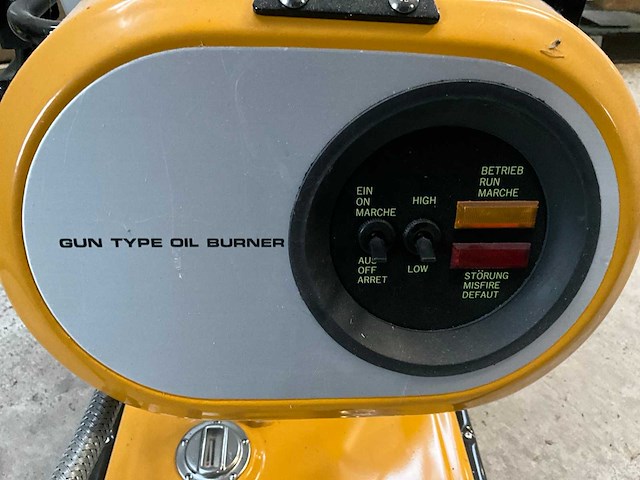 GUN TYPE OIL BURNER
EIN
ON
MARCHE
AUS
OFF
ARRET
HIGH
LOW
BETRIEB
RUN
MARCHE
STÖRUNG
MISFIRE
DEFAUT